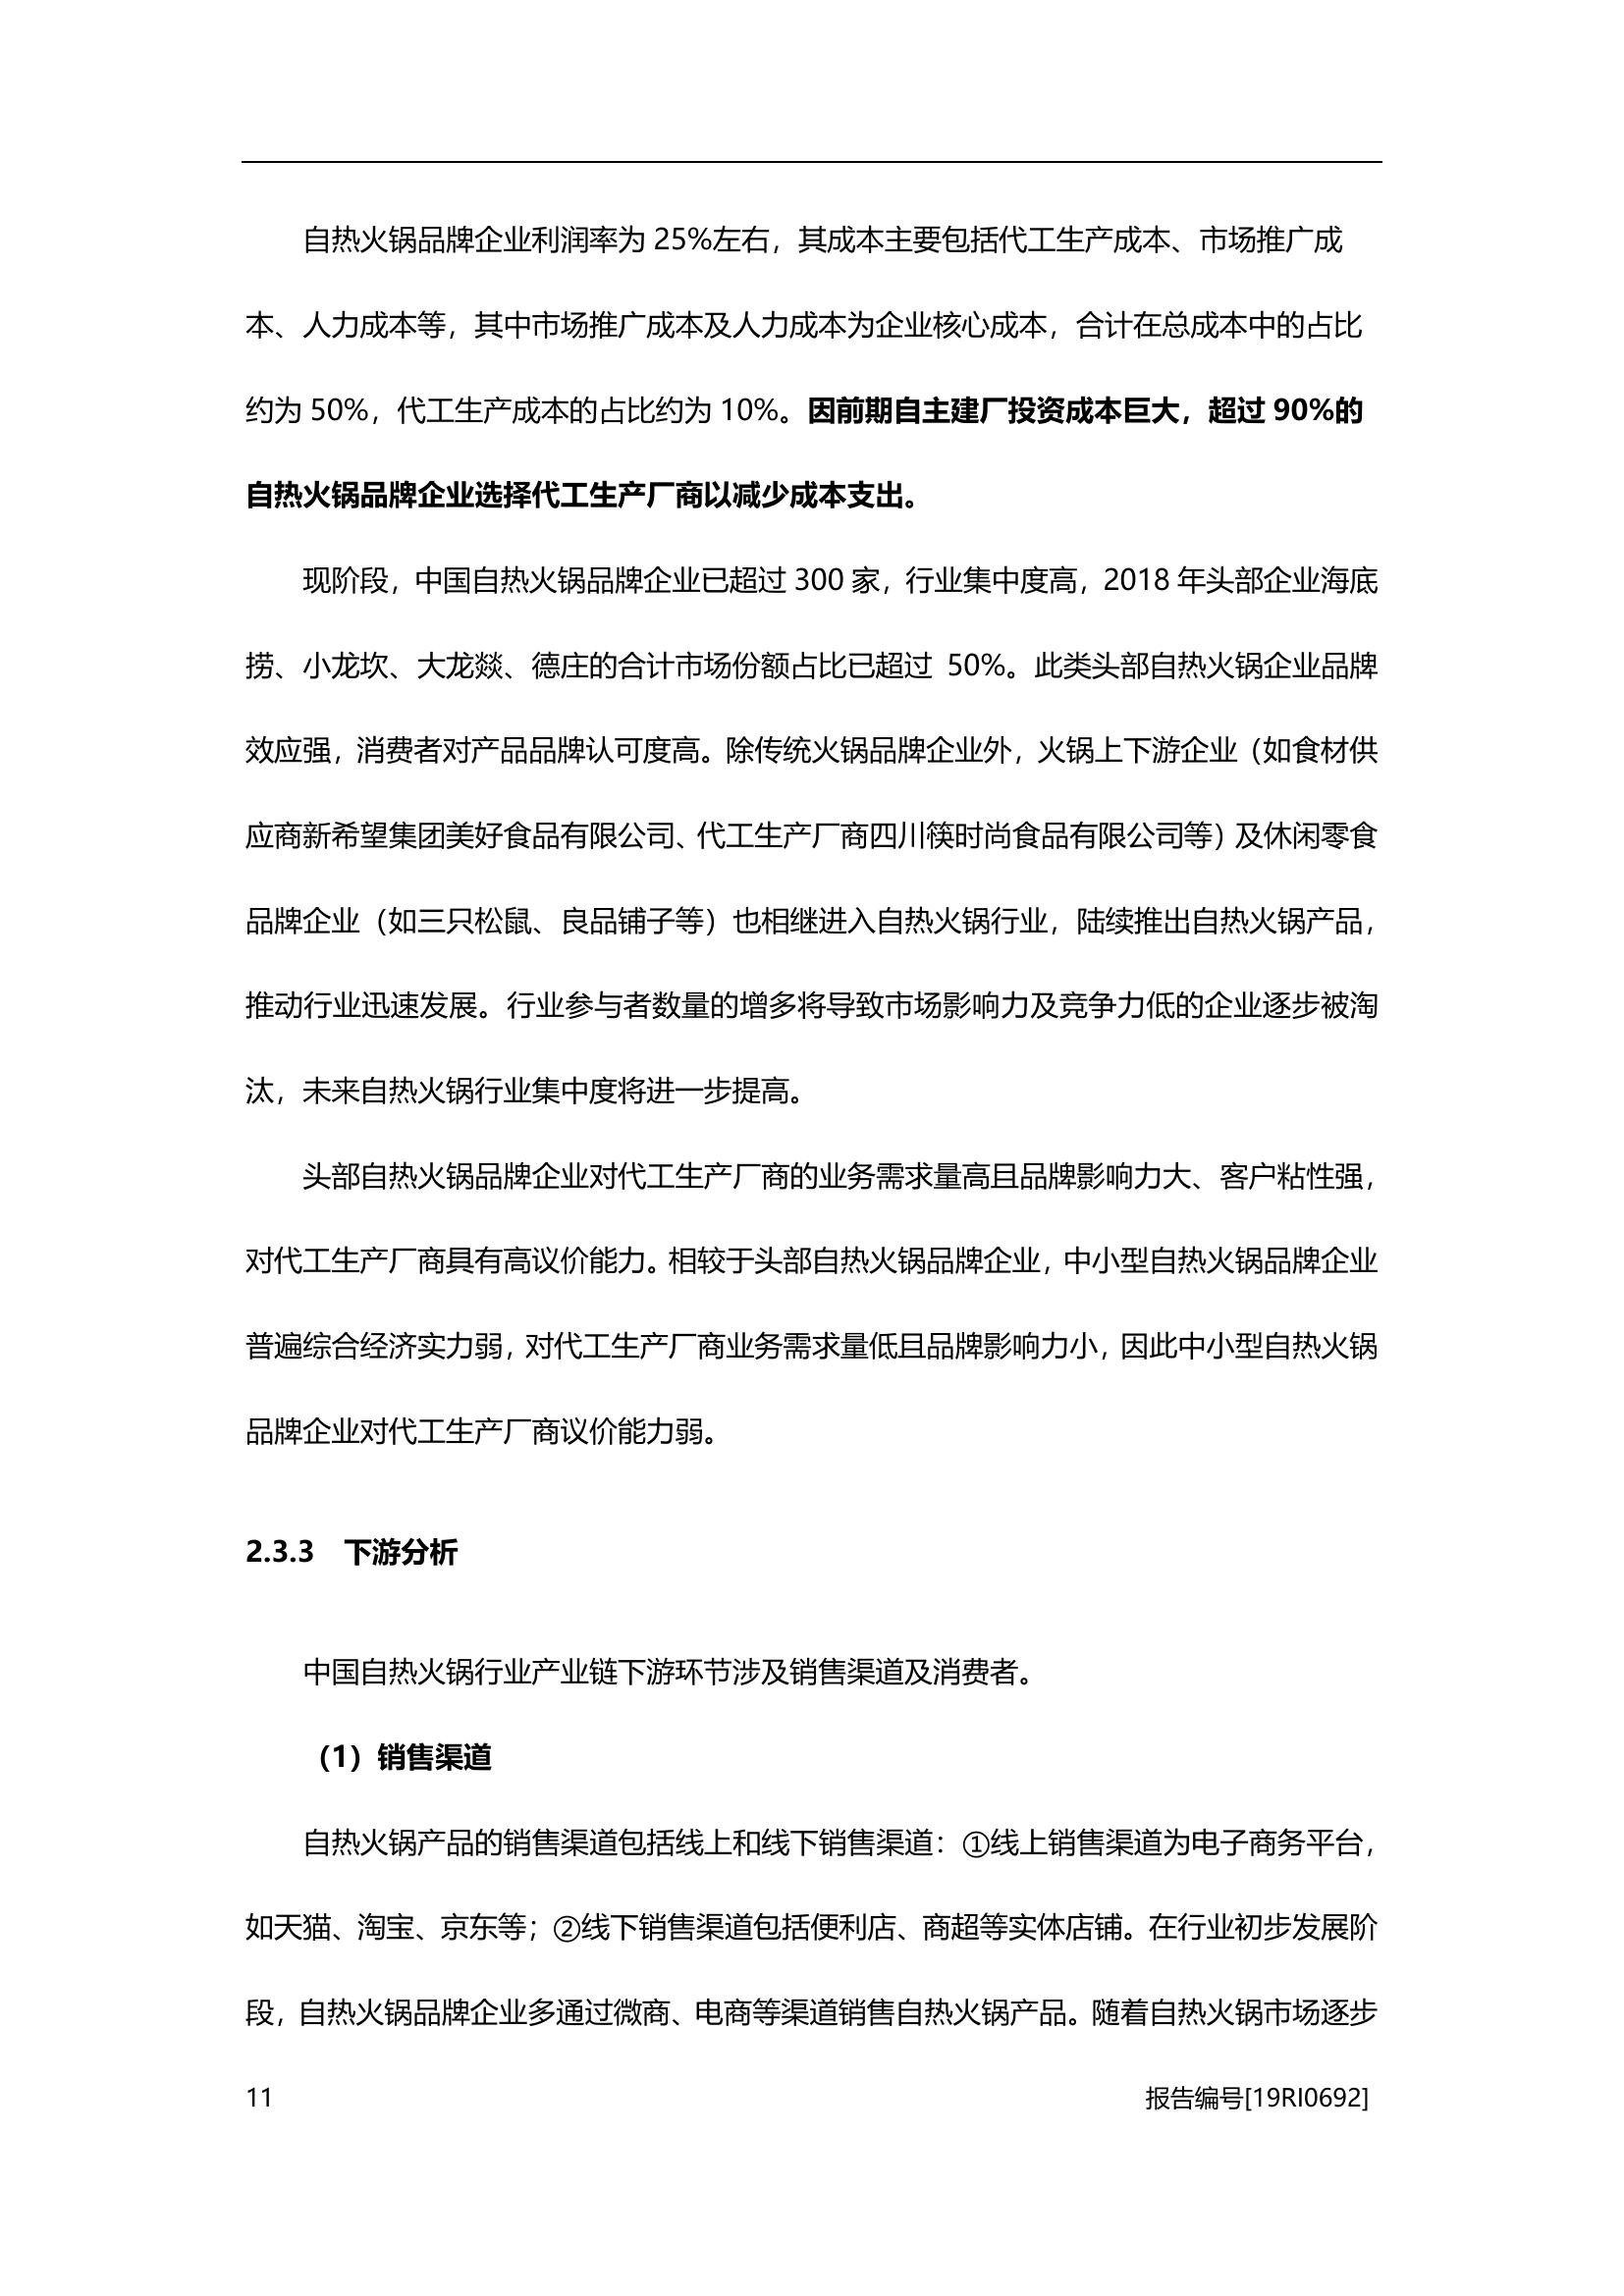 自热火锅品牌企业利润率为 25%左右，其成本主要包括代工生产成本、市场推广成
本、人力成本等，其中市场推广成本及人力成本为企业核心成本，合计在总成本中的占比
约为 50%，代工生产成本的占比约为 10%。因前期自主建厂投资成本巨大，超过 90%的
自热火锅品牌企业选择代工生产厂商以减少成本支出。
现阶段，中国自热火锅品牌企业已超过 300 家，行业集中度高，2018 年头部企业海底
捞、小龙坎、大龙燚、德庄的合计市场份额占比已超过 50%。此类头部自热火锅企业品牌
效应强，消费者对产品品牌认可度高。除传统火锅品牌企业外，火锅上下游企业（如食材供
应商新希望集团美好食品有限公司、代工生产厂商四川筷时尚食品有限公司等）及休闲零食
品牌企业（如三只松鼠、良品铺子等）也相继进入自热火锅行业，陆续推出自热火锅产品，
推动行业迅速发展。行业参与者数量的增多将导致市场影响力及竞争力低的企业逐步被淘
汰，未来自热火锅行业集中度将进一步提高。
头部自热火锅品牌企业对代工生产厂商的业务需求量高且品牌影响力大、客户粘性强，
对代工生产厂商具有高议价能力。相较于头部自热火锅品牌企业，中小型自热火锅品牌企业
普遍综合经济实力弱，对代工生产厂商业务需求量低且品牌影响力小，因此中小型自热火锅
品牌企业对代工生产厂商议价能力弱。
2.3.3 下游分析
中国自热火锅行业产业链下游环节涉及销售渠道及消费者。
（1）销售渠道
自热火锅产品的销售渠道包括线上和线下销售渠道：①线上销售渠道为电子商务平台，
如天猫、淘宝、京东等；②线下销售渠道包括便利店、商超等实体店铺。在行业初步发展阶
段，自热火锅品牌企业多通过微商、电商等渠道销售自热火锅产品。随着自热火锅市场逐步
11 报告编号[19RI0692]